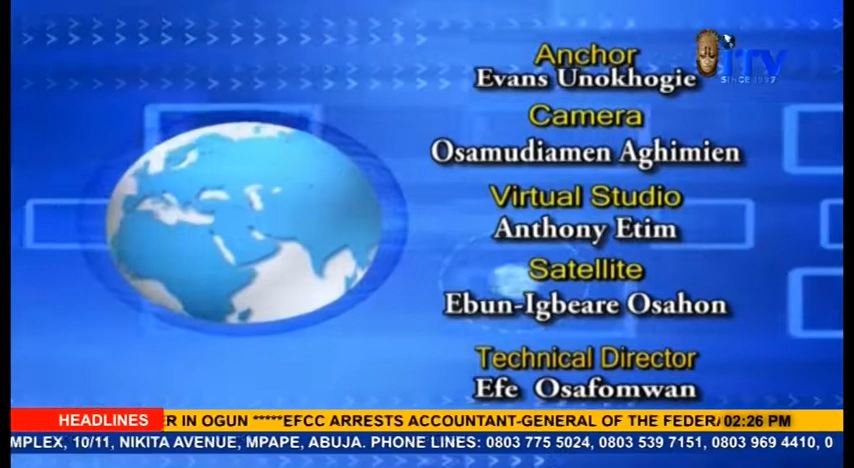 Anchor
Evans Unokhogie
Camera
Osamudiamen Aghimien
Virtual Studio
Anthony Etim
Satellite
Ebun-Igbeare Osahon
Technical Director
Efe Osafomwan
ITV
SINCE 1997
HEADLINES
ER IN OGUN *****EFCC ARRESTS ACCOUNTANT-GENERAL OF THE FEDER
02:26 PM
MPLEX, 10/11, NIKITA AVENUE, MPAPE, ABUJA. PHONE LINES: 0803 775 5024, 0803 539 7151, 0803 969 4410, 0